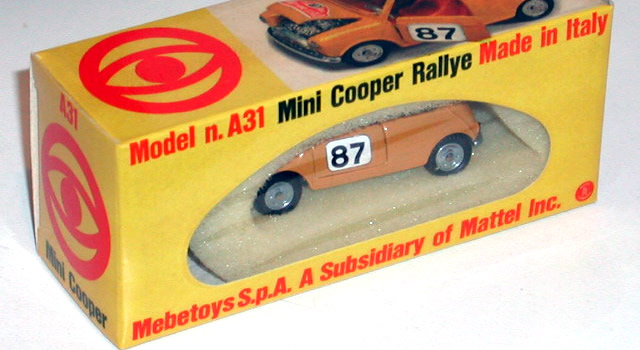 87
Model n. A31 Mini Cooper Rallye Made in Italy
87
Mebetoys S.p.A. A Subsidiary of Mattel Inc.
A31
Mini Cooper